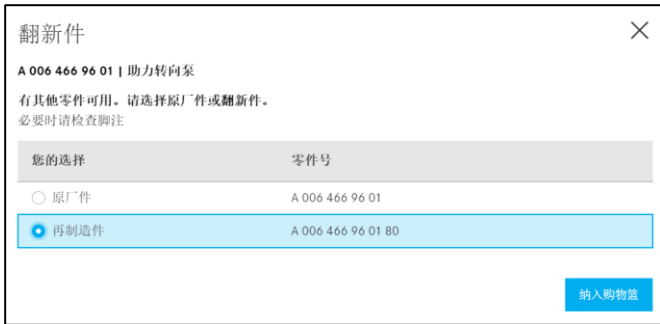 翻新件
A 006 466 96 01 | 助力转向泵
有其他零件可用。请选择原厂件或翻新件。
必要时请检查脚注
您的选择 零件号
原厂件 A 006 466 96 01
再制造件 A 006 466 96 01 80
纳入购物篮